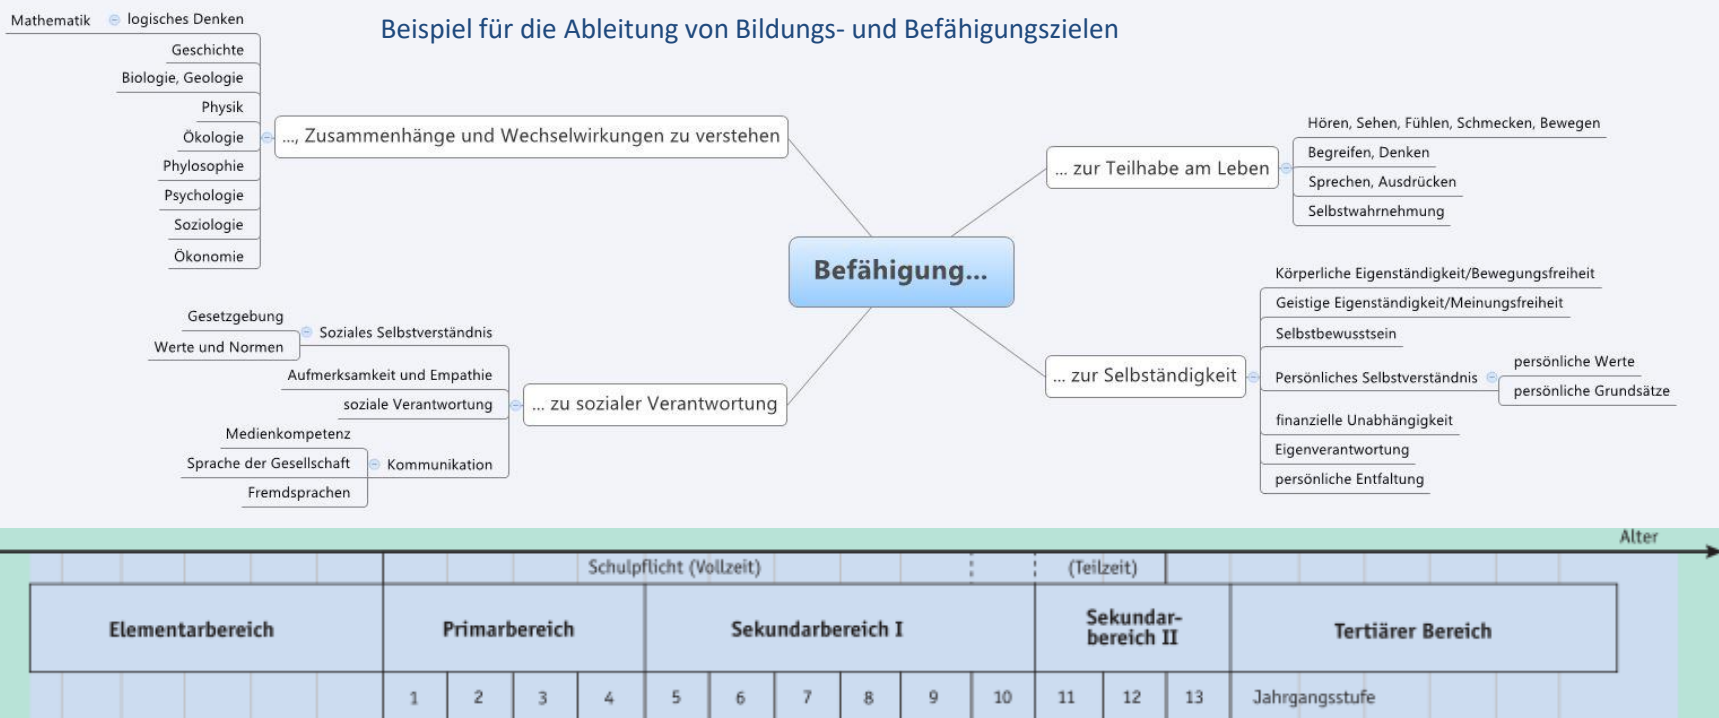 Beispiel für die Ableitung von Bildungs- und Befähigungszielen
Mathematik
logisches Denken
Geschichte
Biologie, Geologie
Physik
Ökologie
Phylosophie
Psychologie
Soziologie
Ökonomie
..., Zusammenhänge und Wechselwirkungen zu verstehen
... zur Teilhabe am Leben
Hören, Sehen, Fühlen, Schmecken, Bewegen
Begreifen, Denken
Sprechen, Ausdrücken
Selbstwahrnehmung
Befähigung...
Gesetzgebung
Werte und Normen
Soziales Selbstverständnis
Aufmerksamkeit und Empathie
soziale Verantwortung
Medienkompetenz
Sprache der Gesellschaft
Fremdsprachen
Kommunikation
... zu sozialer Verantwortung
... zur Selbständigkeit
Körperliche Eigenständigkeit/Bewegungsfreiheit
Geistige Eigenständigkeit/Meinungsfreiheit
Selbstbewusstsein
Persönliches Selbstverständnis
persönliche Werte
persönliche Grundsätze
finanzielle Unabhängigkeit
Eigenverantwortung
persönliche Entfaltung
Alter
Schulpflicht (Vollzeit)
(Teilzeit)
Elementarbereich
Primarbereich
Sekundarbereich I
Sekundar-
bereich II
Tertiärer Bereich
1 2 3 4 5 6 7 8 9 10 11 12 13 Jahrgangsstufe